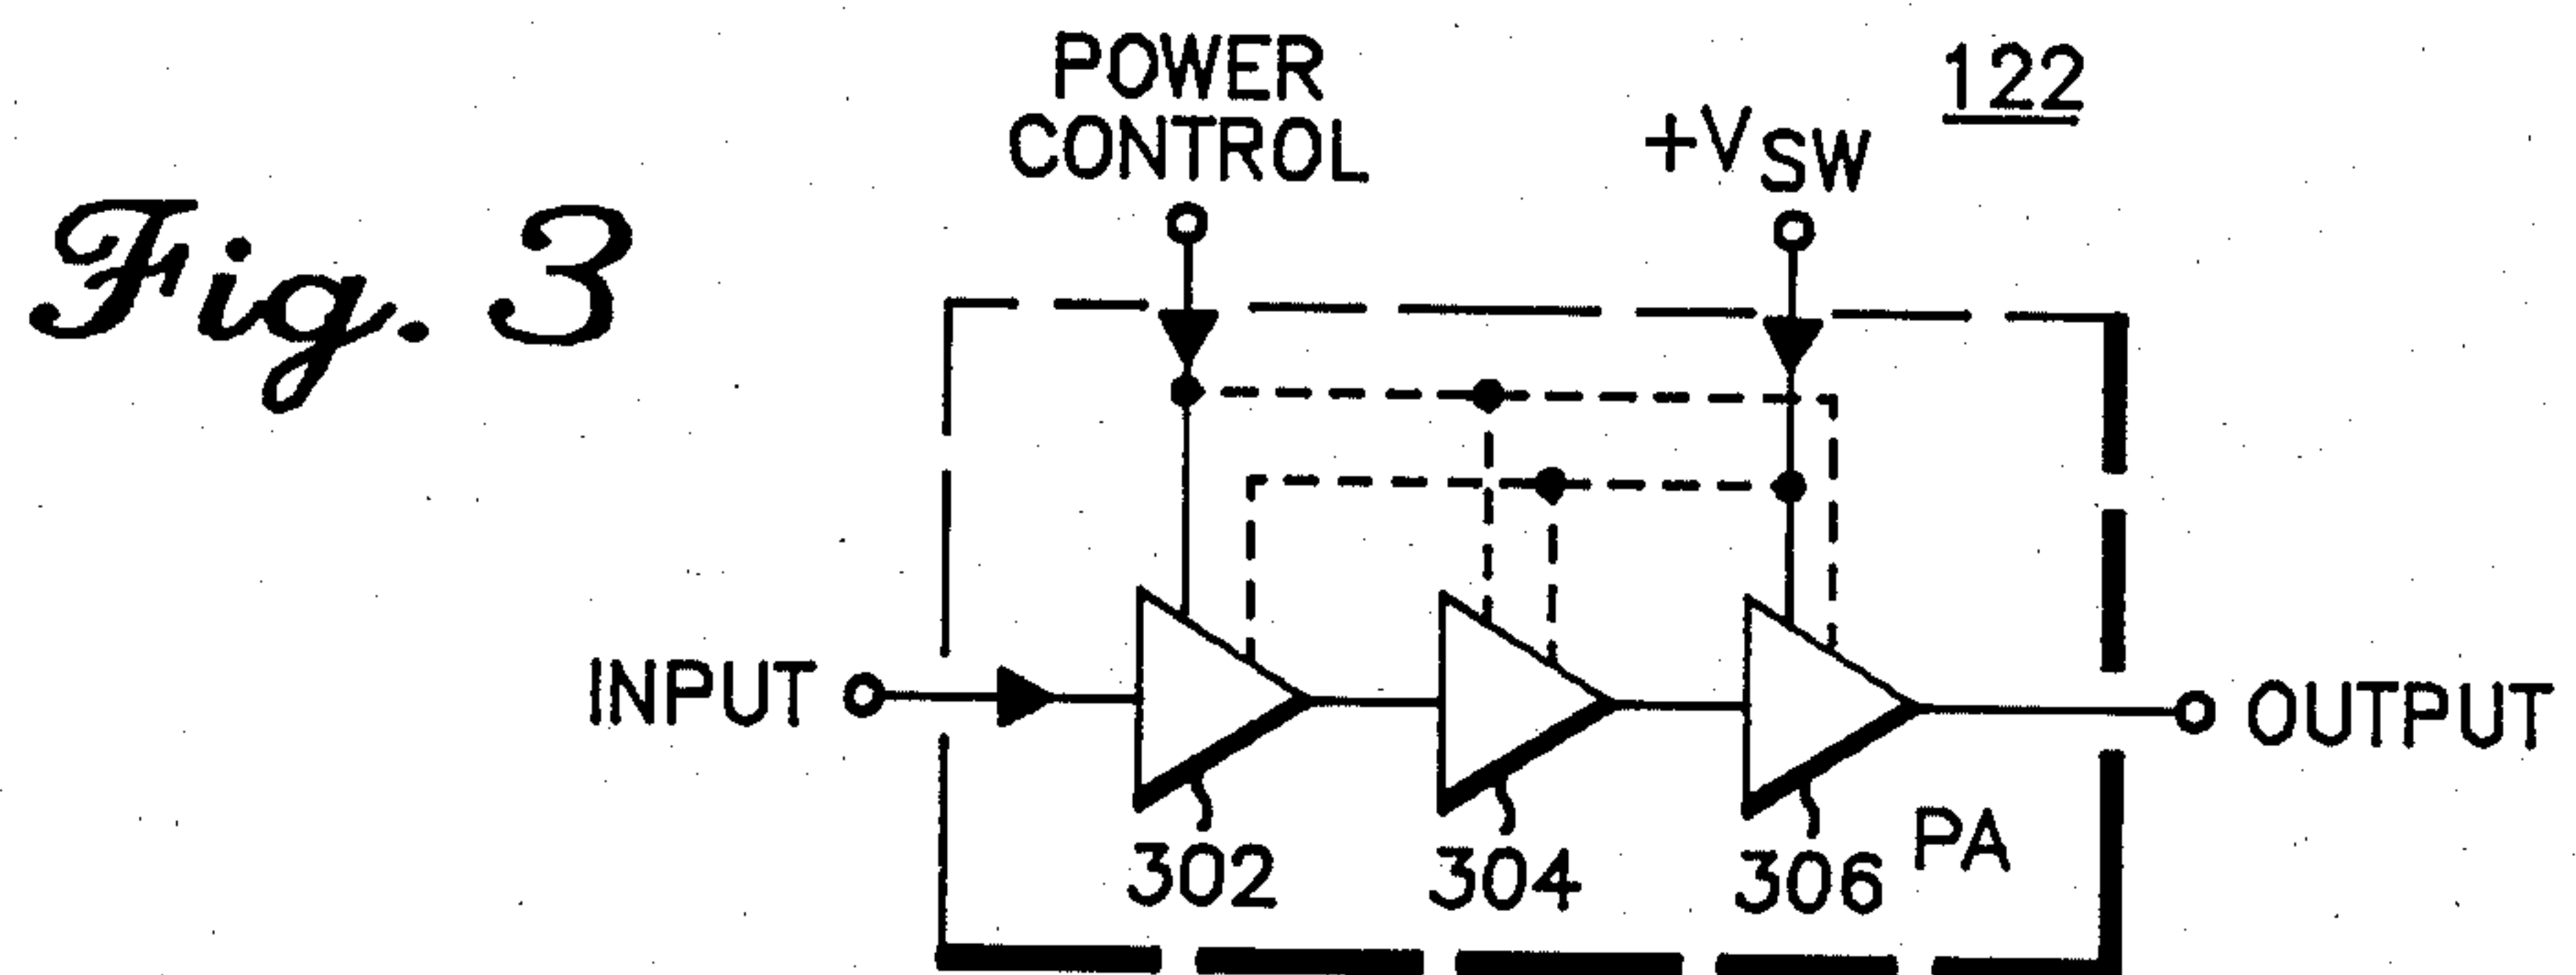 POWER
CONTROL
+VSW
122
Fig. 3
INPUT
OUTPUT
302
304
306
PA